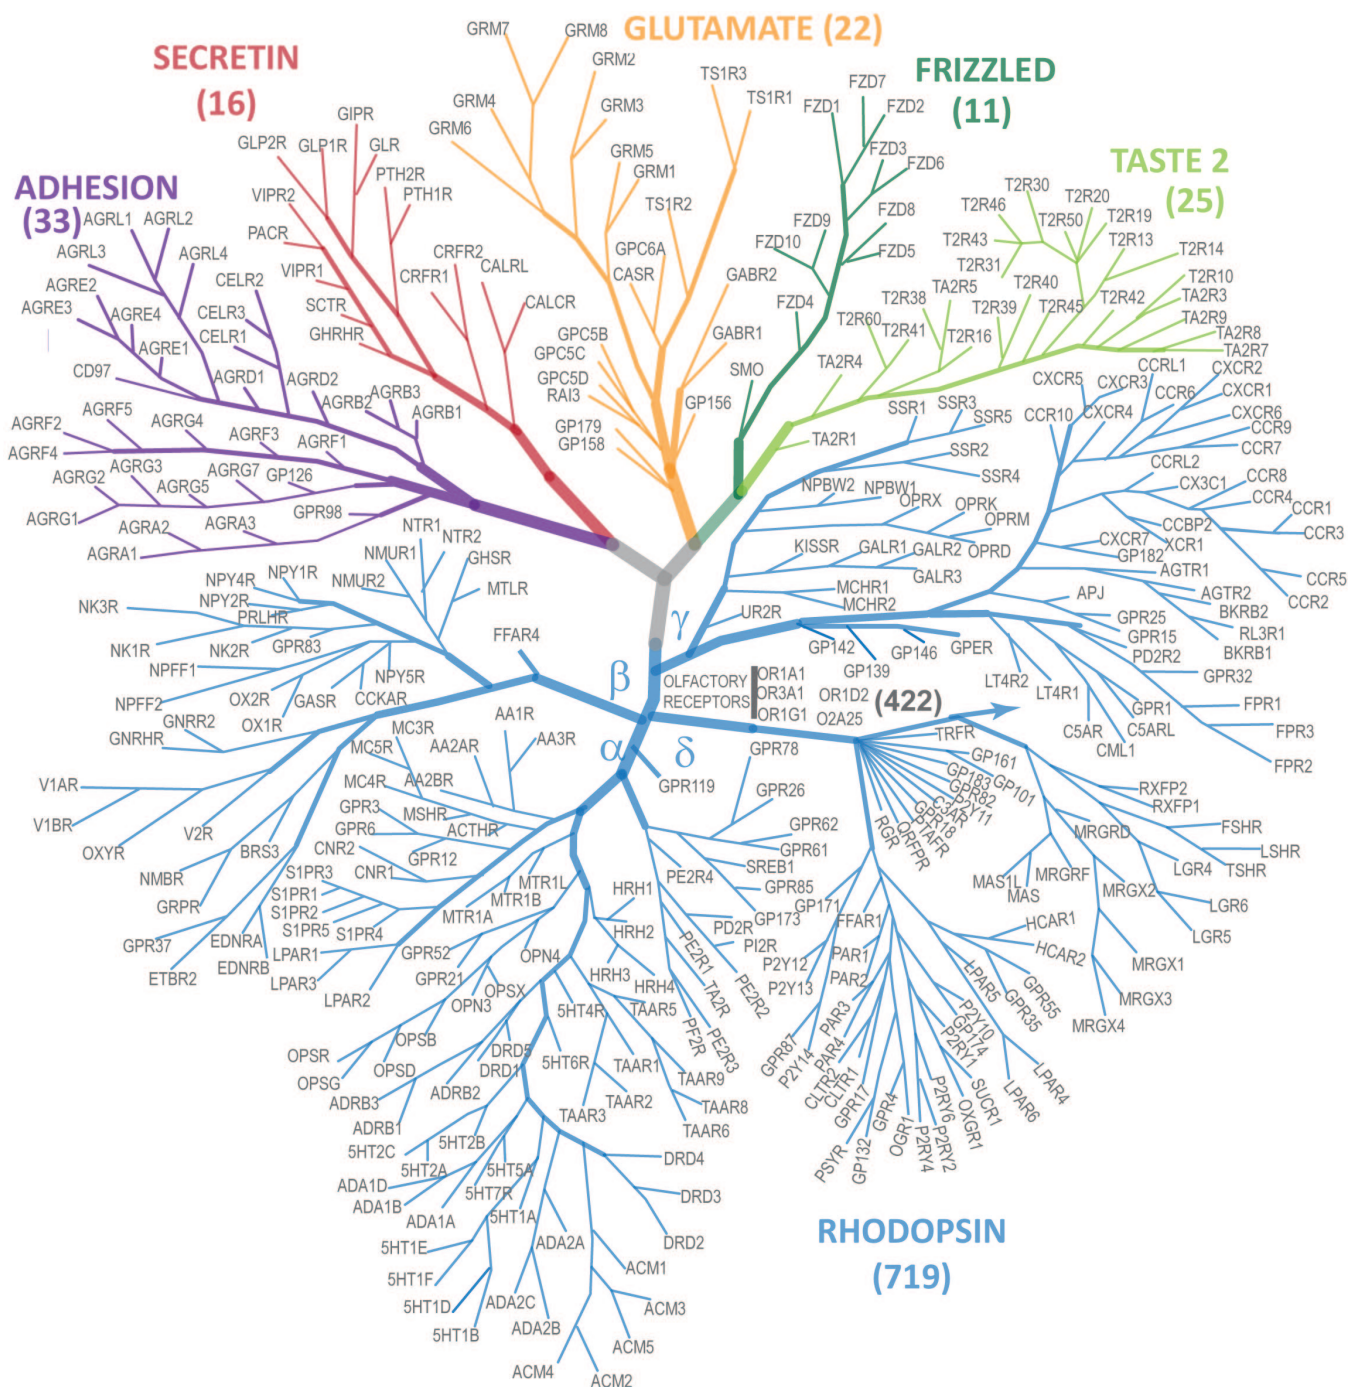 GLUTAMATE (22)
SECRETIN
(16)
FRIZZLED
(11)
TASTE 2
(25)
ADHESION
(33)
GRM7
GRM8
GRM2
GRM4
GRM3
GRM6
GRM5
GRM1
TS1R3
TS1R1
TS1R2
GPC6A
CASR
GABR2
GABR1
GPC5B
GPC5C
GPC5D
RAI3
GP156
GP179
GP158
GIPR
GLP2R
GLP1R
GLR
PTH2R
PTH1R
VIPR2
PACR
VIPR1
SCTR
GHRHR
CRFR2
CRFR1
CALRL
CALCR
AGRL1
AGRL2
AGRL3
AGRL4
AGRE2
AGRE3
AGRE4
AGRE1
CD97
CELR2
CELR3
CELR1
AGRD1
AGRD2
AGRB3
AGRB2
AGRB1
AGRF5
AGRF2
AGRF4
AGRG4
AGRF3
AGRF1
AGRG3
AGRG2
AGRG7
GP126
AGRG5
AGRG1
GPR98
AGRA2
AGRA3
AGRA1
FZD7
FZD1
FZD2
FZD3
FZD6
FZD9
FZD8
FZD10
FZD5
FZD4
SMO
T2R30
T2R20
T2R46
T2R50
T2R19
T2R43
T2R13
T2R14
T2R31
T2R40
T2R10
TA2R5
T2R38
T2R39
T2R45
T2R42
TA2R3
T2R60
T2R41
T2R16
TA2R9
TA2R8
TA2R7
TA2R4
TA2R1
SSR1
SSR3
SSR5
SSR2
SSR4
NPBW2
NPBW1
OPRX
OPRK
OPRM
OPRD
KISSR
GALR1
GALR2
GALR3
MCHR1
MCHR2
UR2R
CXCR5
CXCR3
CCRL1
CXCR2
CCR6
CXCR1
CCR10
CXCR4
CXCR6
CCR9
CCR7
CCRL2
CCR8
CX3C1
CCR4
CCR1
CCBP2
CCR3
CXCR7
XCR1
GP182
AGTR1
CCR5
CCR2
APJ
AGTR2
BKRB2
GPR25
GPR15
RL3R1
PD2R2
BKRB1
GPR32
GP142
GP139
GP146
GPER
LT4R2
LT4R1
GPR1
FPR1
C5AR
C5ARL
FPR3
CML1
FPR2
γ
β
α
δ
OLFACTORY
RECEPTORS
OR1A1
OR3A1
OR1G1
OR1D2
O2A25
(422)
NTR1
NTR2
NMUR1
GHSR
NMUR2
MTLR
NPY4R
NPY1R
NPY2R
NK3R
PRLHR
NK1R
NK2R
GPR83
FFAR4
NPFF1
NPFF2
OX2R
OX1R
GASR
NPY5R
CCKAR
GNRR2
GNRHR
V1AR
V1BR
OXYR
V2R
BRS3
NMBR
GRPR
GPR37
ETBR2
EDNRA
EDNRB
MC3R
MC5R
MC4R
AA1R
AA2AR
AA3R
AA2BR
GPR3
MSHR
GPR6
ACTHR
CNR2
GPR12
CNR1
S1PR3
S1PR1
S1PR2
S1PR5
S1PR4
LPAR1
LPAR3
LPAR2
MTR1L
MTR1B
MTR1A
GPR52
GPR21
OPN4
OPN3
OPSX
OPSR
OPSB
OPSG
OPSD
DRD5
DRD1
ADRB2
ADRB3
ADRB1
5HT2C
5HT2B
5HT2A
5HT5A
5HT7R
ADA1D
ADA1B
ADA1A
5HT1A
5HT1E
5HT1F
5HT1D
5HT1B
ADA2A
ADA2C
ADA2B
ACM4
ACM2
ACM5
ACM3
ACM1
DRD2
DRD3
DRD4
HRH1
HRH2
HRH3
HRH4
5HT4R
5HT6R
TAAR5
TAAR1
TAAR9
TAAR2
TAAR3
TAAR8
TAAR6
GPR119
GPR78
GPR26
GPR62
GPR61
SREB1
GPR85
GP173
PE2R4
PD2R
PI2R
PE2R1
TA2R
PE2R2
PF2R
PE2R3
TRFR
GP161
GP183
GP101
GPR82
P2Y11
C3AR
GPR18
PTAFR
QRFPR
RGR
RXFP2
RXFP1
FSHR
LSHR
TSHR
LGR4
LGR6
LGR5
MRGRD
MRGRF
MRGX2
MAS1L
MAS
MRGX1
MRGX3
MRGX4
GP171
FFAR1
P2Y12
P2Y13
PAR1
PAR2
PAR3
PAR4
GPR87
P2Y14
CLTR2
CLTR1
GPR17
HCAR1
HCAR2
GPR55
GPR35
LPAR5
P2Y10
GP174
P2RY1
LPAR4
LPAR6
SUCR1
OXGR1
P2RY6
P2RY2
P2RY4
OGR1
GPR4
GP132
PSYR
RHODOPSIN
(719)